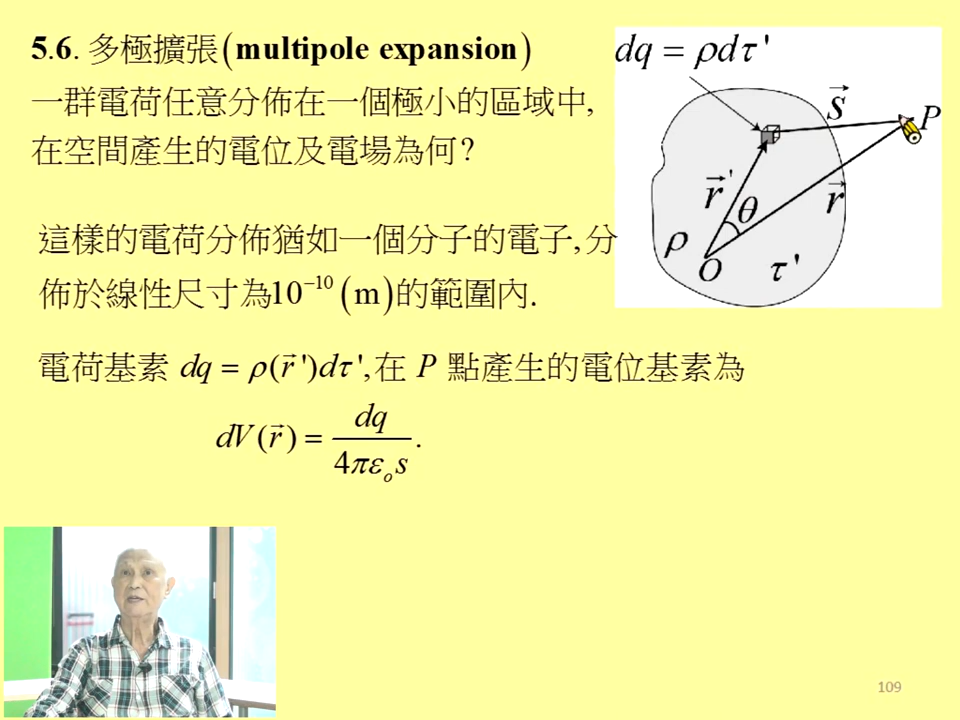 5.6. 多極擴張(multipole expansion)
一群電荷任意分佈在一個極小的區域中,
在空間產生的電位及電場為何?
dq = ρdτ'
s⃗
P
r⃗'
θ
r⃗
ρ
O
τ'
這樣的電荷分佈猶如一個分子的電子,分
佈於線性尺寸為10⁻¹⁰(m)的範圍內.
電荷基素 dq = ρ(r⃗')dτ',在 P 點產生的電位基素為
dV(r⃗) = dq/4πεₒs.
109